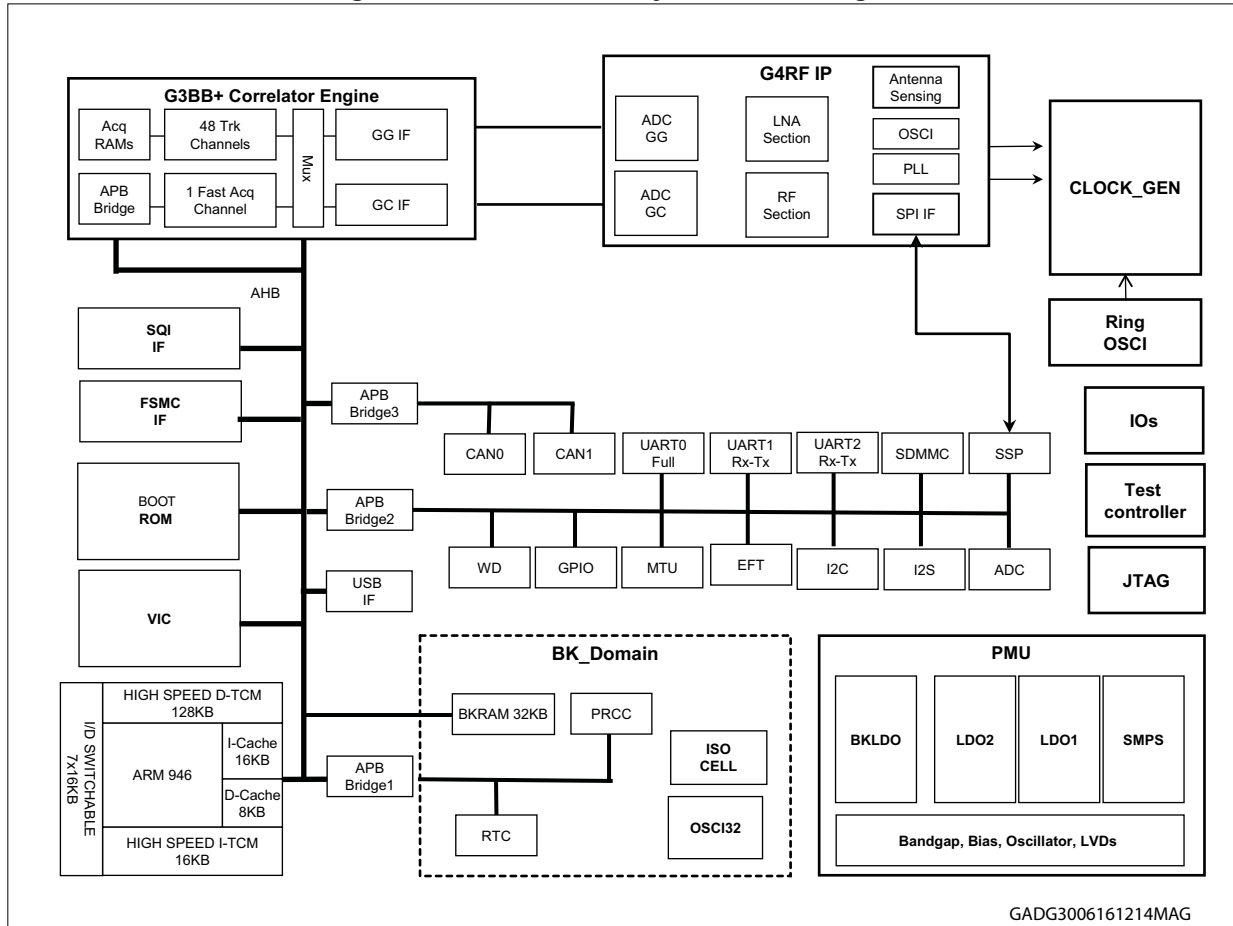 G3BB+ Correlator Engine
Acq
RAMs
48 Trk
Channels
Mux
GG IF
APB
Bridge
1 Fast Acq
Channel
GC IF
G4RF IP
ADC
GG
LNA
Section
Antenna
Sensing
OSCI
PLL
ADC
GC
RF
Section
SPI IF
CLOCK_GEN
Ring
OSCI
AHB
SQI
IF
FSMC
IF
BOOT
ROM
VIC
APB
Bridge3
CAN0
CAN1
UART0
Full
UART1
Rx-Tx
UART2
Rx-Tx
SDMMC
SSP
APB
Bridge2
WD
GPIO
MTU
EFT
I2C
I2S
ADC
USB
IF
IOs
Test
controller
JTAG
I/D SWITCHABLE
7x16KB
HIGH SPEED D-TCM
128KB
ARM 946
I-Cache
16KB
D-Cache
8KB
HIGH SPEED I-TCM
16KB
APB
Bridge1
BK_Domain
BKRAM 32KB
PRCC
ISO
CELL
RTC
OSCI32
PMU
BKLDO
LDO2
LDO1
SMPS
Bandgap, Bias, Oscillator, LVDs
GADG3006161214MAG